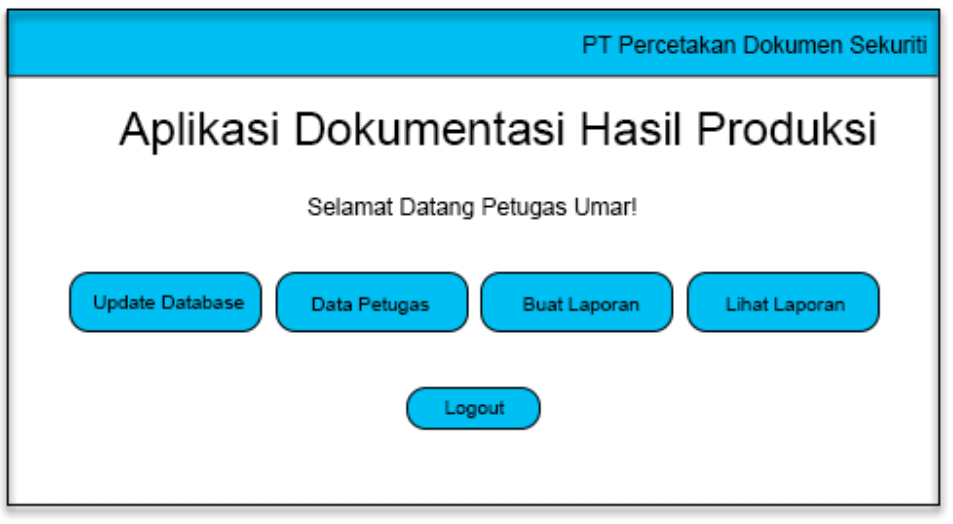 PT Percetakan Dokumen Sekuriti
Aplikasi Dokumentasi Hasil Produksi
Selamat Datang Petugas Umar!
Update Database
Data Petugas
Buat Laporan
Lihat Laporan
Logout